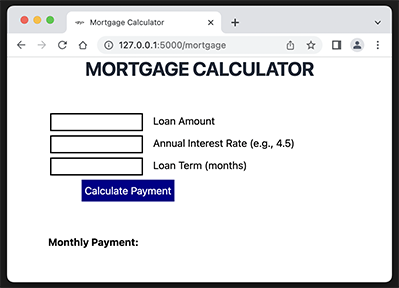 Mortgage Calculator
127.0.0.1:5000/mortgage
MORTGAGE CALCULATOR
Loan Amount
Annual Interest Rate (e.g., 4.5)
Loan Term (months)
Calculate Payment
Monthly Payment: